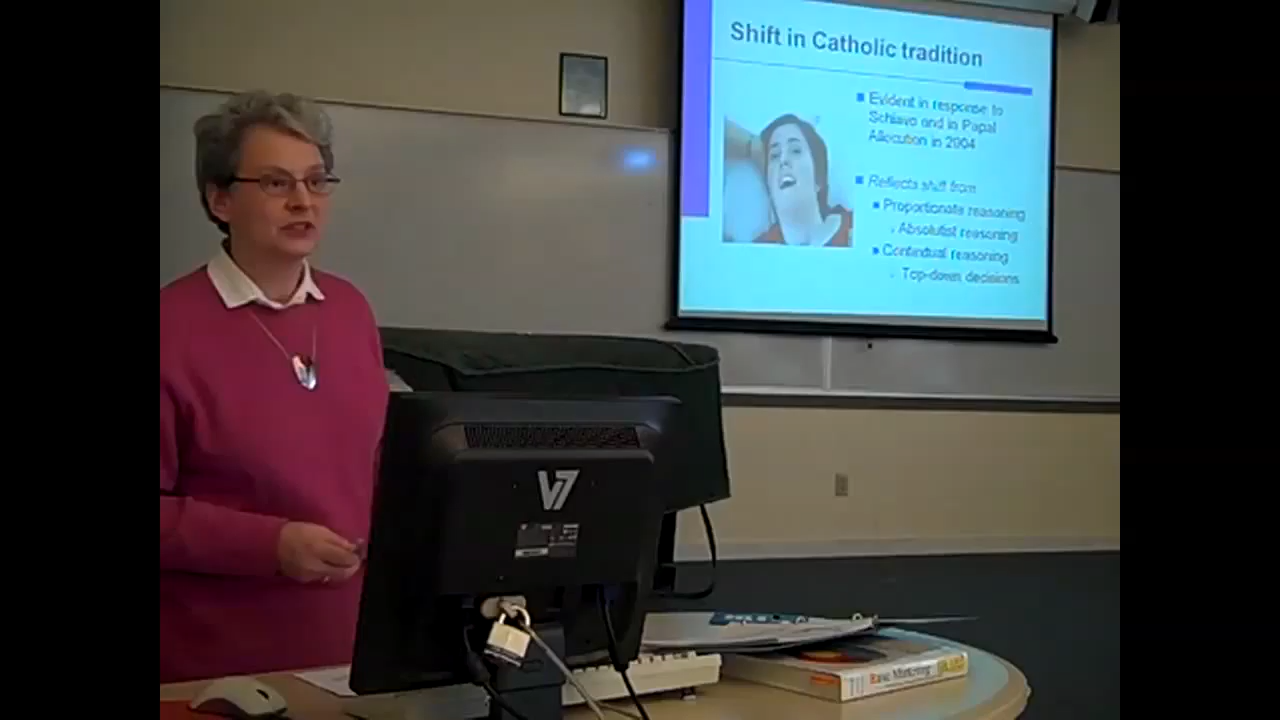 Shift in Catholic tradition
Evident in response to
Schiavo and in Papal
Allocution in 2004
Reflects shift from
Proportionate reasoning
Absolutist reasoning
Contextual reasoning
Top-down decisions
V7
Basic Marketing